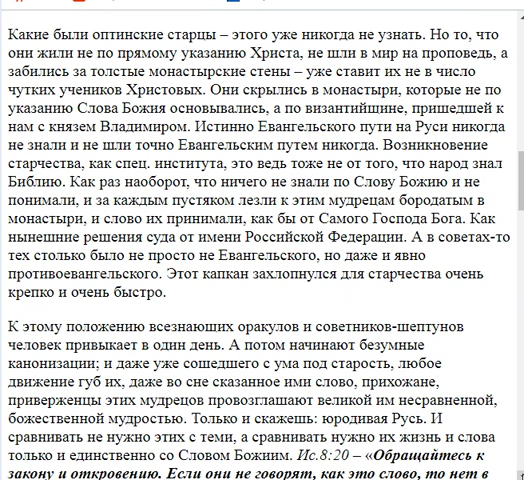 Какие были оптинские старцы – этого уже никогда не узнать. Но то, что
они жили не по прямому указанию Христа, не шли в мир на проповедь, а
забились за толстые монастырские стены – уже ставит их не в число
чутких учеников Христовых. Они скрылись в монастыри, которые не по
указанию Слова Божия основывались, а по византийщине, пришедшей к
нам с князем Владимиром. Истинно Евангельского пути на Руси никогда
не знали и не шли точно Евангельским путем никогда. Возникновение
старчества, как спец. института, это ведь тоже не от того, что народ знал
Библию. Как раз наоборот, что ничего не знали по Слову Божию и не
понимали, и за каждым пустяком лезли к этим мудрецам бородатым в
монастыри, и слово их принимали, как бы от Самого Господа Бога. Как
нынешние решения суда от имени Российской Федерации. А в советах-то
тех столько было не просто не Евангельского, но даже и явно
противоевангельского. Этот капкан захлопнулся для старчества очень
крепко и очень быстро.
К этому положению всезнающих оракулов и советников-шептунов
человек привыкает в один день. А потом начинают безумные
канонизации; и даже уже сошедшего с ума под старость, любое
движение губ их, даже во сне сказанное ими слово, прихожане,
приверженцы этих мудрецов провозглашают великой им несравненной,
божественной мудростью. Только и скажешь: юродивая Русь. И
сравнивать не нужно этих с теми, а сравнивать нужно их жизнь и слова
только и единственно со Словом Божиим. Ис.8:20 – «Обращайтесь к
закону и откровению. Если они не говорят, как это слово, то нет в